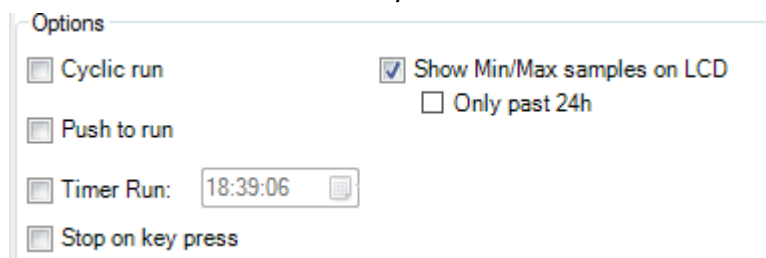 Options
Cyclic run
Show Min/Max samples on LCD
Only past 24h
Push to run
Timer Run: 18:39:06
Stop on key press